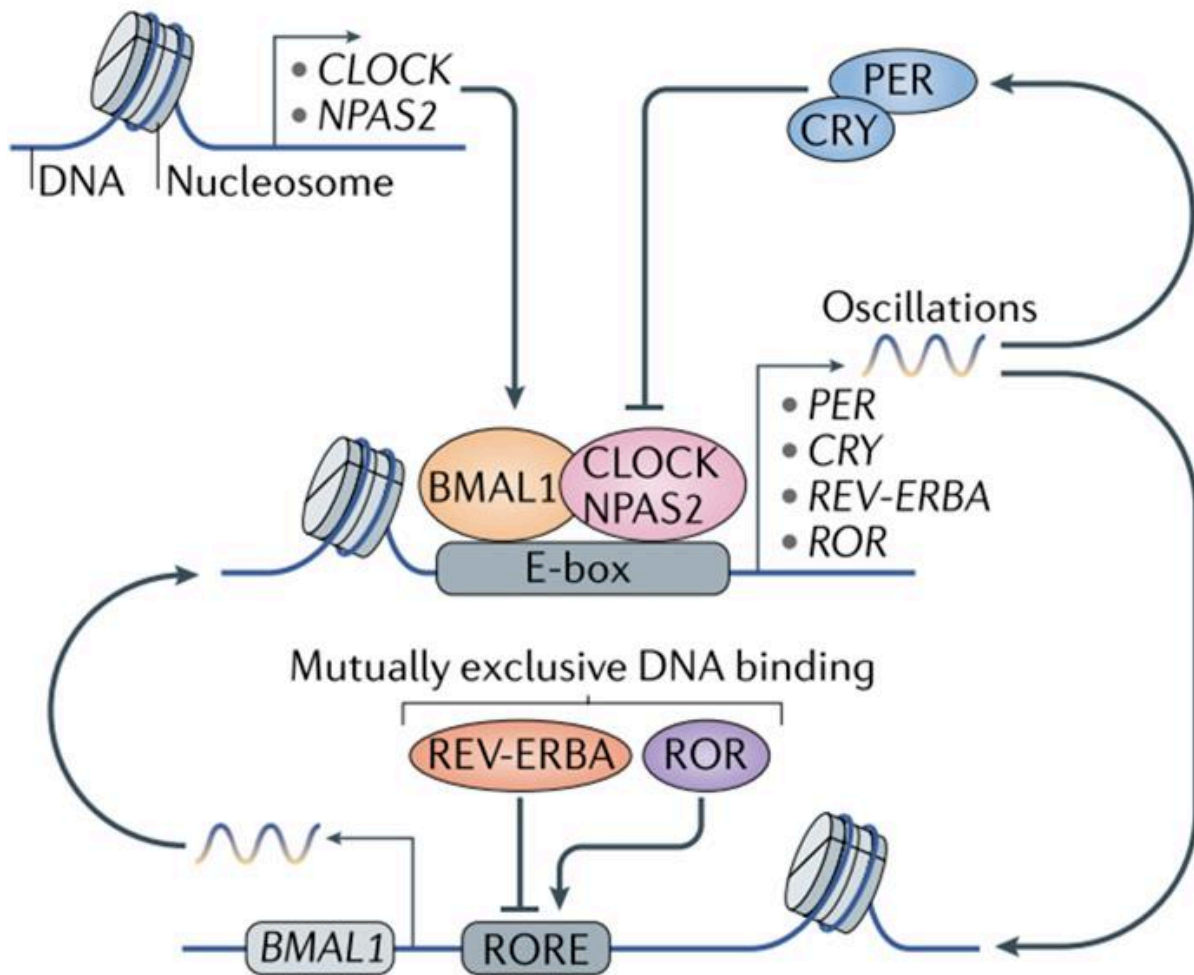 CLOCK
NPAS2
DNA
Nucleosome
PER
CRY
Oscillations
PER
CRY
REV-ERBA
ROR
BMAL1
CLOCK
NPAS2
E-box
Mutually exclusive DNA binding
REV-ERBA
ROR
BMAL1
RORE